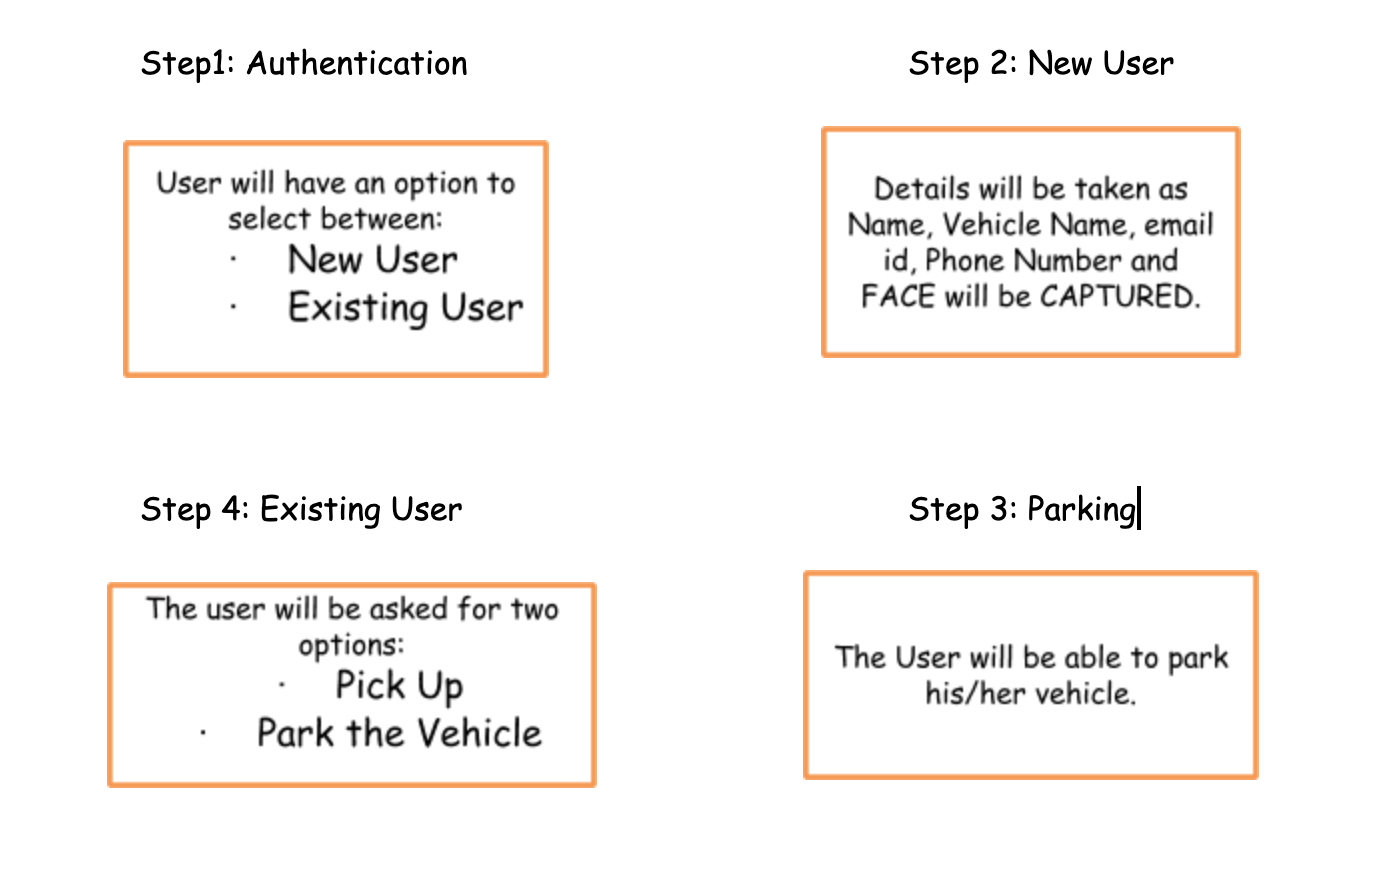 Step1: Authentication
User will have an option to
select between:
· New User
· Existing User
Step 2: New User
Details will be taken as
Name, Vehicle Name, email
id, Phone Number and
FACE will be CAPTURED.
Step 4: Existing User
The user will be asked for two
options:
· Pick Up
· Park the Vehicle
Step 3: Parking
The User will be able to park
his/her vehicle.